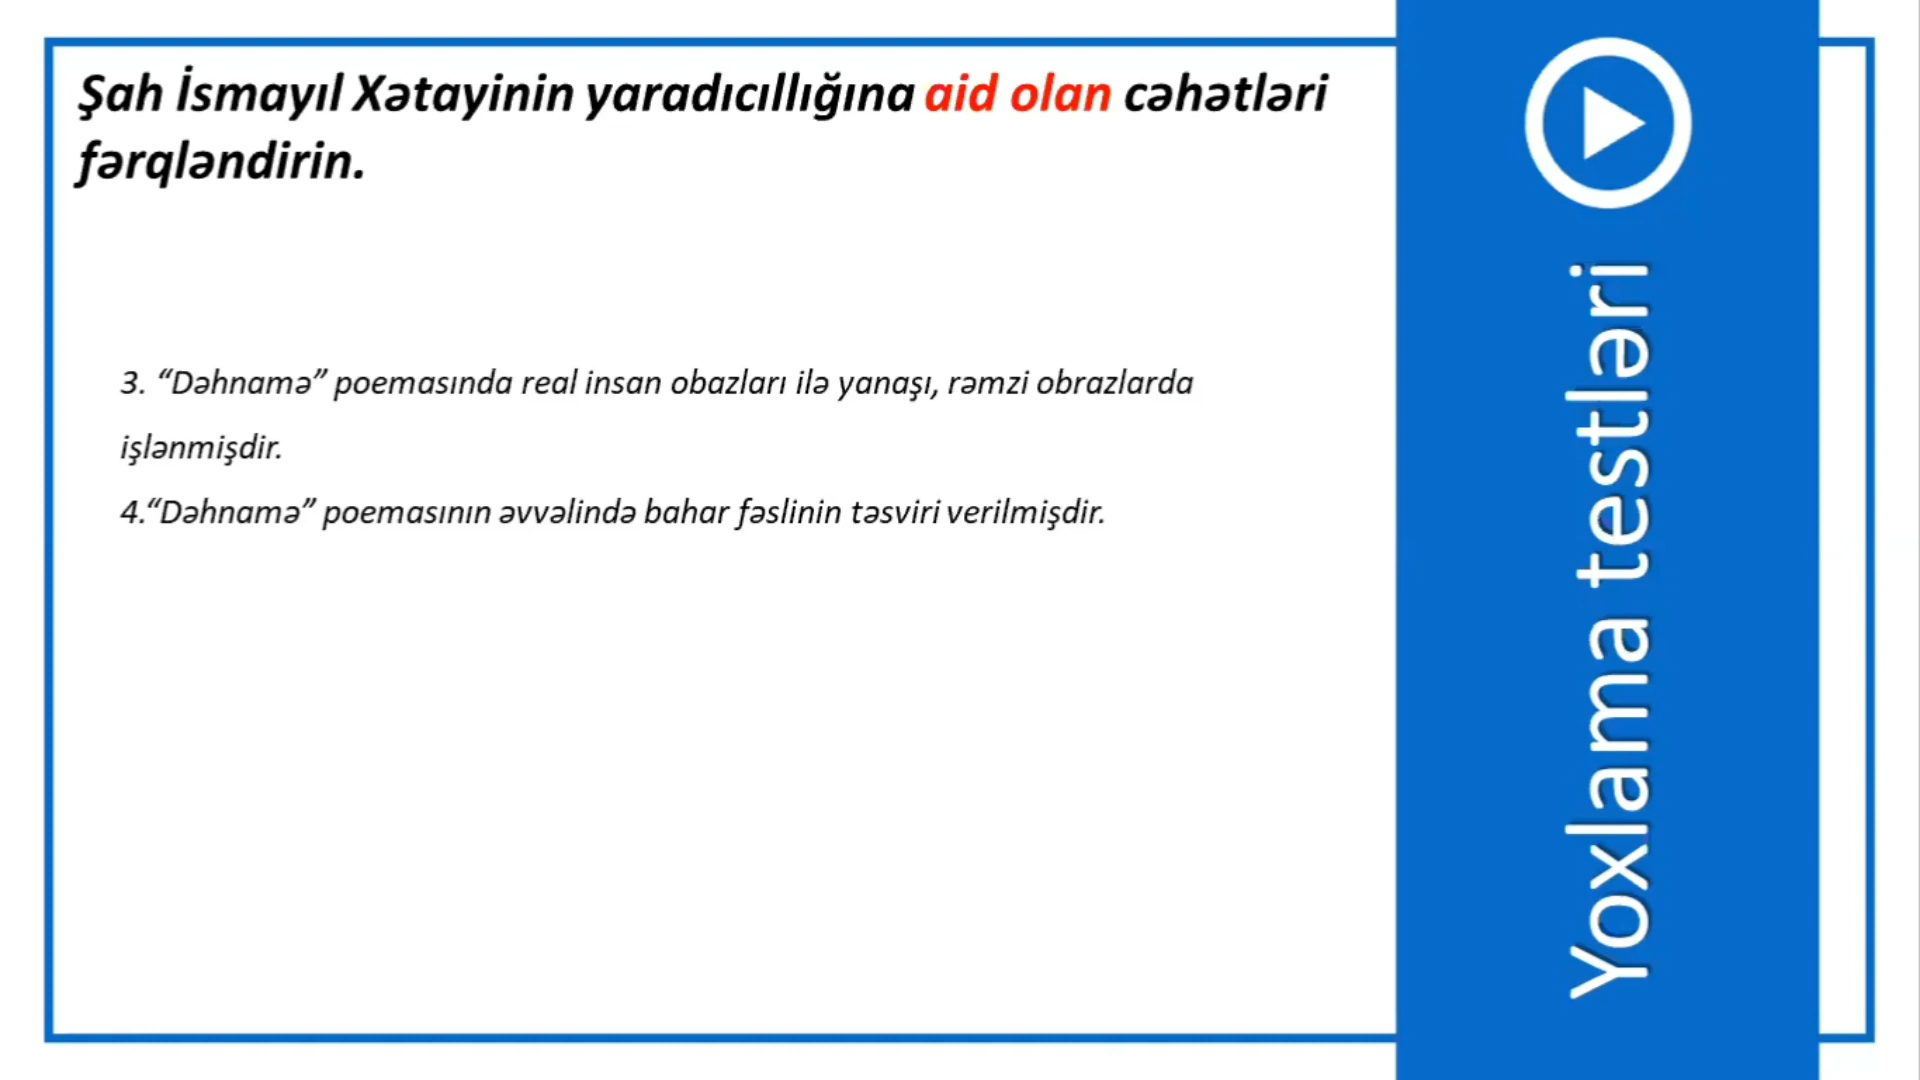 Şah İsmayıl Xətayinin yaradıcıllığına aid olan cəhətləri
fərqləndirin.
3. “Dəhnamə” poemasında real insan obazları ilə yanaşı, rəmzi obrazlarda
işlənmişdir.
4.“Dəhnamə” poemasının əvvəlində bahar fəslinin təsviri verilmişdir.
Yoxlama testləri